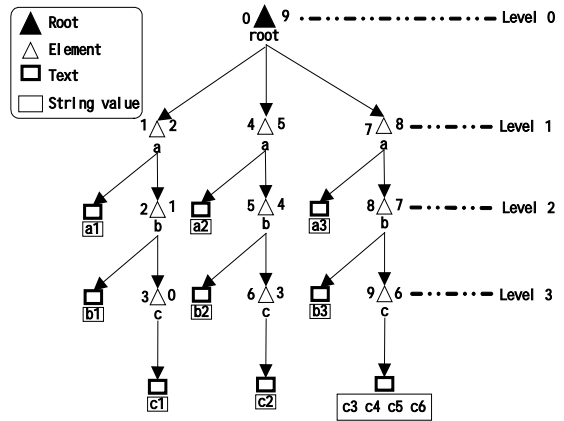 Root
Element
Text
String value
0 9 Level 0
root
1 2 4 5 7 8 Level 1
a a a
2 1 5 4 8 7 Level 2
a1 b a2 b a3 b
3 0 6 3 9 6 Level 3
b1 c b2 c b3 c
c1 c2 c3 c4 c5 c6